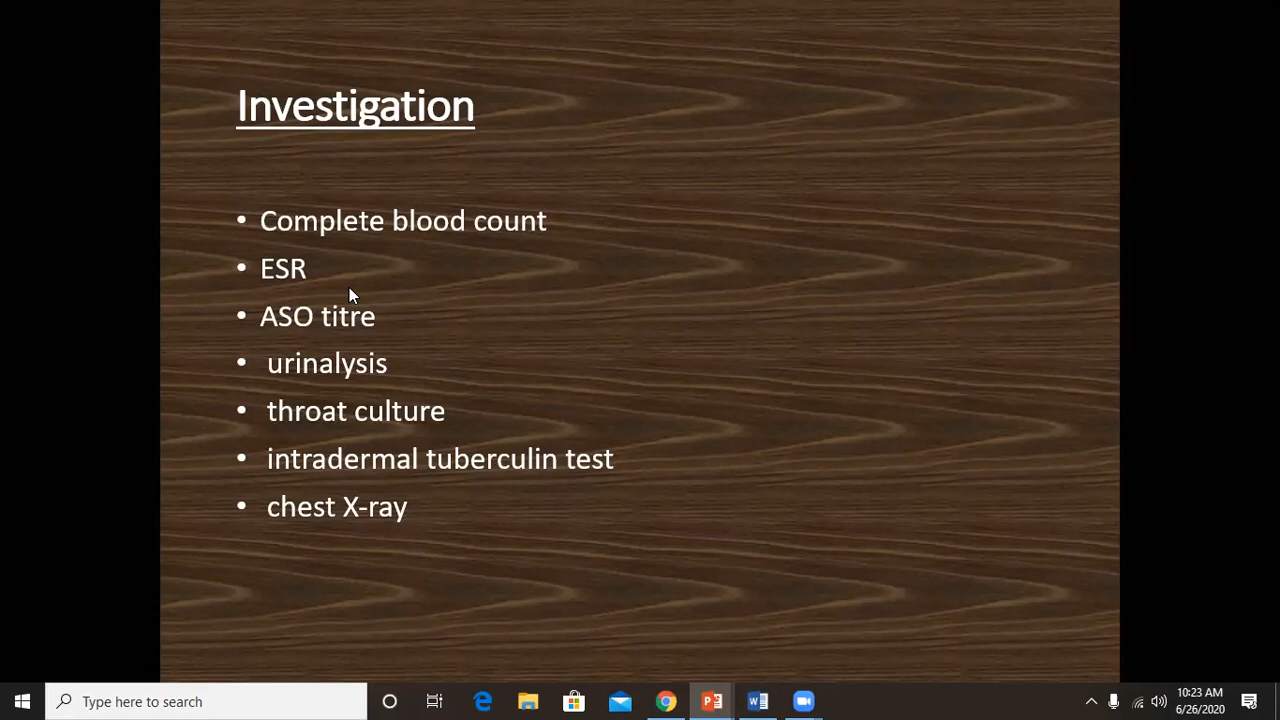 Investigation
• Complete blood count
• ESR
• ASO titre
• urinalysis
• throat culture
• intradermal tuberculin test
• chest X-ray
Type here to search
10:23 AM
6/26/2020